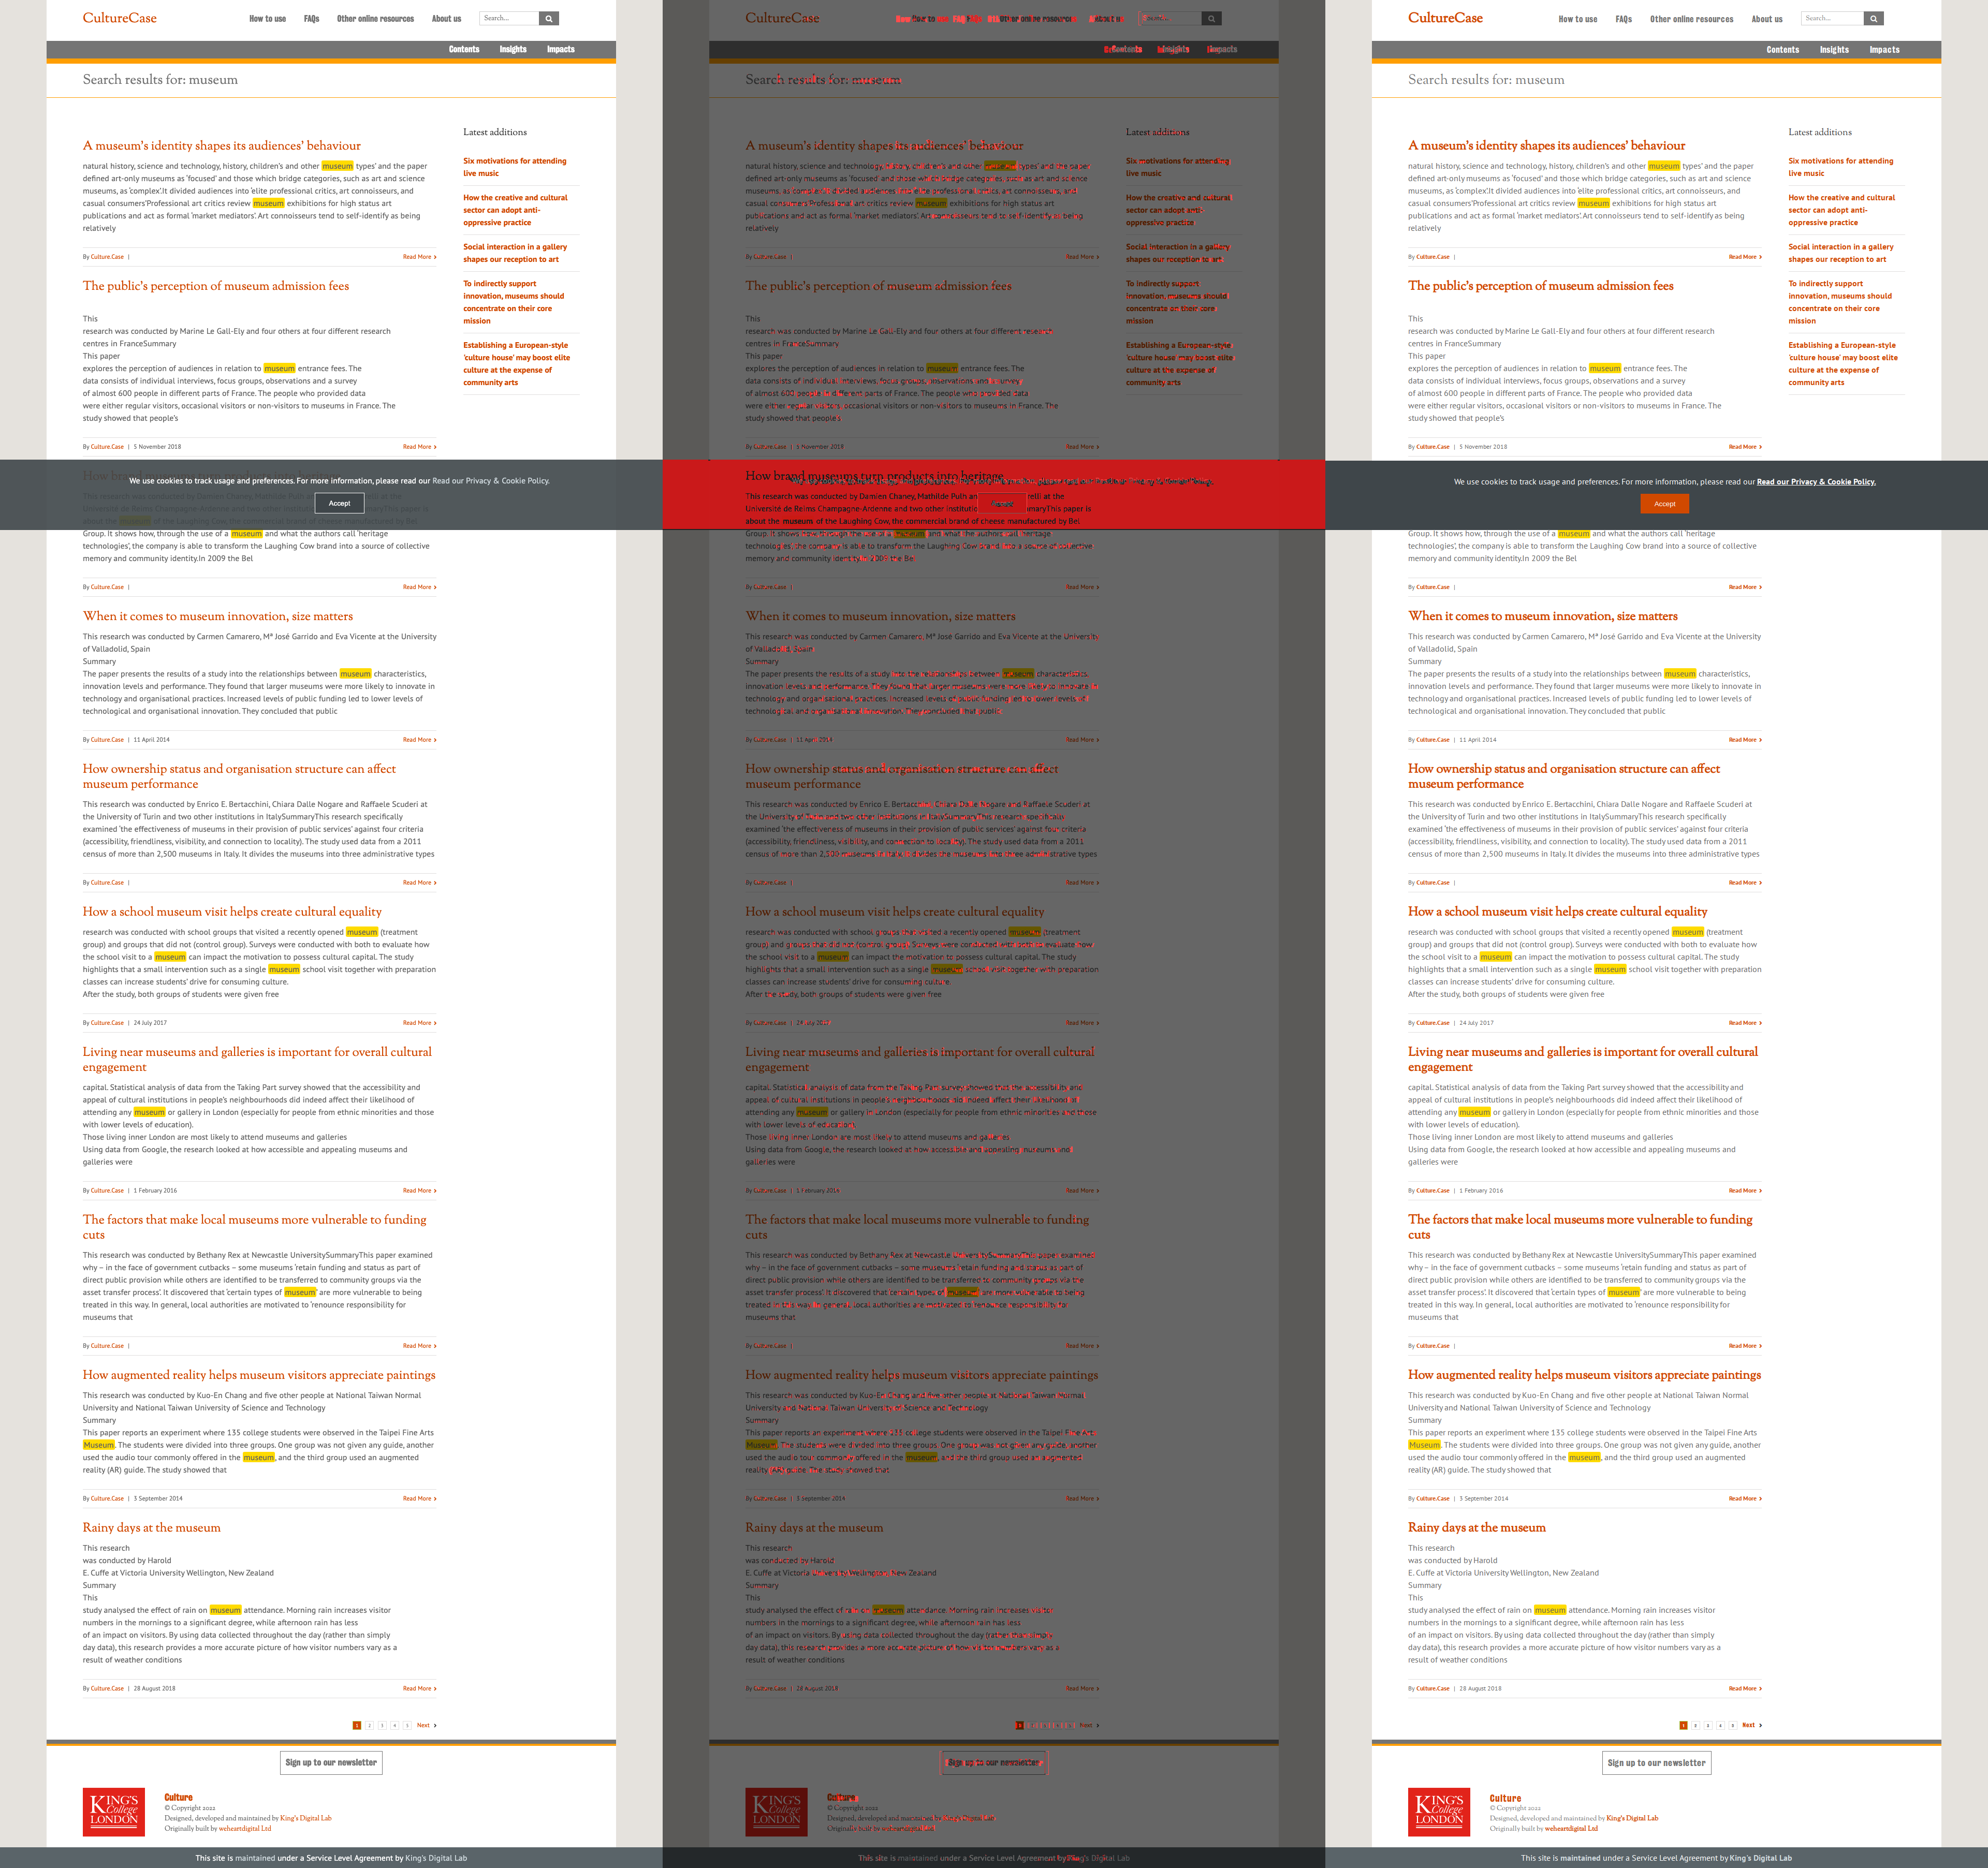 CultureCase
How to use FAQs Other online resources About us Search...
Contents Insights Impacts
Search results for: museum
A museum's identity shapes its audiences' behaviour
natural history, science and technology, history, children's and other museum types' and the paper
defined art-only museums as 'focused' and those which bridge categories, such as art and science
museums, as 'complex'.It divided audiences into 'elite professional critics, art connoisseurs, and
casual consumers'Professional art critics review museum exhibitions for high status art
publications and act as formal 'market mediators'. Art connoisseurs tend to self-identify as being
relatively
By Culture.Case | Read More
The public's perception of museum admission fees
This
research was conducted by Marine Le Gall-Ely and four others at four different research
centres in FranceSummary
This paper
explores the perception of audiences in relation to museum entrance fees. The
data consists of individual interviews, focus groups, observations and a survey
of almost 600 people in different parts of France. The people who provided data
were either regular visitors, occasional visitors or non-visitors to museums in France. The
study showed that people's
By Culture.Case | 5 November 2018 Read More
We use cookies to track usage and preferences. For more information, please read our Read our Privacy & Cookie Policy.
Accept
Group. It shows how, through the use of a museum and what the authors call 'heritage
technologies', the company is able to transform the Laughing Cow brand into a source of collective
memory and community identity.In 2009 the Bel
By Culture.Case | Read More
When it comes to museum innovation, size matters
This research was conducted by Carmen Camarero, Mª José Garrido and Eva Vicente at the University
of Valladolid, Spain
Summary
The paper presents the results of a study into the relationships between museum characteristics,
innovation levels and performance. They found that larger museums were more likely to innovate in
technology and organisational practices. Increased levels of public funding led to lower levels of
technological and organisational innovation. They concluded that public
By Culture.Case | 11 April 2014 Read More
How ownership status and organisation structure can affect
museum performance
This research was conducted by Enrico E. Bertacchini, Chiara Dalle Nogare and Raffaele Scuderi at
the University of Turin and two other institutions in ItalySummaryThis research specifically
examined 'the effectiveness of museums in their provision of public services' against four criteria
(accessibility, friendliness, visibility, and connection to locality). The study used data from a 2011
census of more than 2,500 museums in Italy. It divides the museums into three administrative types
By Culture.Case | Read More
How a school museum visit helps create cultural equality
research was conducted with school groups that visited a recently opened museum (treatment
group) and groups that did not (control group). Surveys were conducted with both to evaluate how
the school visit to a museum can impact the motivation to possess cultural capital. The study
highlights that a small intervention such as a single museum school visit together with preparation
classes can increase students' drive for consuming culture.
After the study, both groups of students were given free
By Culture.Case | 24 July 2017 Read More
Living near museums and galleries is important for overall cultural
engagement
capital. Statistical analysis of data from the Taking Part survey showed that the accessibility and
appeal of cultural institutions in people's neighbourhoods did indeed affect their likelihood of
attending any museum or gallery in London (especially for people from ethnic minorities and those
with lower levels of education).
Those living inner London are most likely to attend museums and galleries
Using data from Google, the research looked at how accessible and appealing museums and
galleries were
By Culture.Case | 1 February 2016 Read More
The factors that make local museums more vulnerable to funding
cuts
This research was conducted by Bethany Rex at Newcastle UniversitySummaryThis paper examined
why – in the face of government cutbacks – some museums 'retain funding and status as part of
direct public provision while others are identified to be transferred to community groups via the
asset transfer process'. It discovered that 'certain types of museum' are more vulnerable to being
treated in this way. In general, local authorities are motivated to 'renounce responsibility for
museums that
By Culture.Case | Read More
How augmented reality helps museum visitors appreciate paintings
This research was conducted by Kuo-En Chang and five other people at National Taiwan Normal
University and National Taiwan University of Science and Technology
Summary
This paper reports an experiment where 135 college students were observed in the Taipei Fine Arts
Museum. The students were divided into three groups. One group was not given any guide, another
used the audio tour commonly offered in the museum, and the third group used an augmented
reality (AR) guide. The study showed that
By Culture.Case | 3 September 2014 Read More
Rainy days at the museum
This research
was conducted by Harold
E. Cuffe at Victoria University Wellington, New Zealand
Summary
This
study analysed the effect of rain on museum attendance. Morning rain increases visitor
numbers in the mornings to a significant degree, while afternoon rain has less
of an impact on visitors. By using data collected throughout the day (rather than simply
day data), this research provides a more accurate picture of how visitor numbers vary as a
result of weather conditions
By Culture.Case | 28 August 2018 Read More
1 2 3 4 5 Next
Latest additions
Six motivations for attending
live music
How the creative and cultural
sector can adopt anti-
oppressive practice
Social interaction in a gallery
shapes our reception to art
To indirectly support
innovation, museums should
concentrate on their core
mission
Establishing a European-style
'culture house' may boost elite
culture at the expense of
community arts
Sign up to our newsletter
KING'S
College
LONDON
Culture
© Copyright 2022
Designed, developed and maintained by King's Digital Lab
Originally built by weheartdigital Ltd
This site is maintained under a Service Level Agreement by King's Digital Lab
How brand museums turn products into heritage
This research was conducted by Damien Chaney, Mathilde Pulh and
Université de Reims Champagne-Ardenne and two other institutio
about the museum of the Laughing Cow, the commercial brand of cheese manufactured by Bel